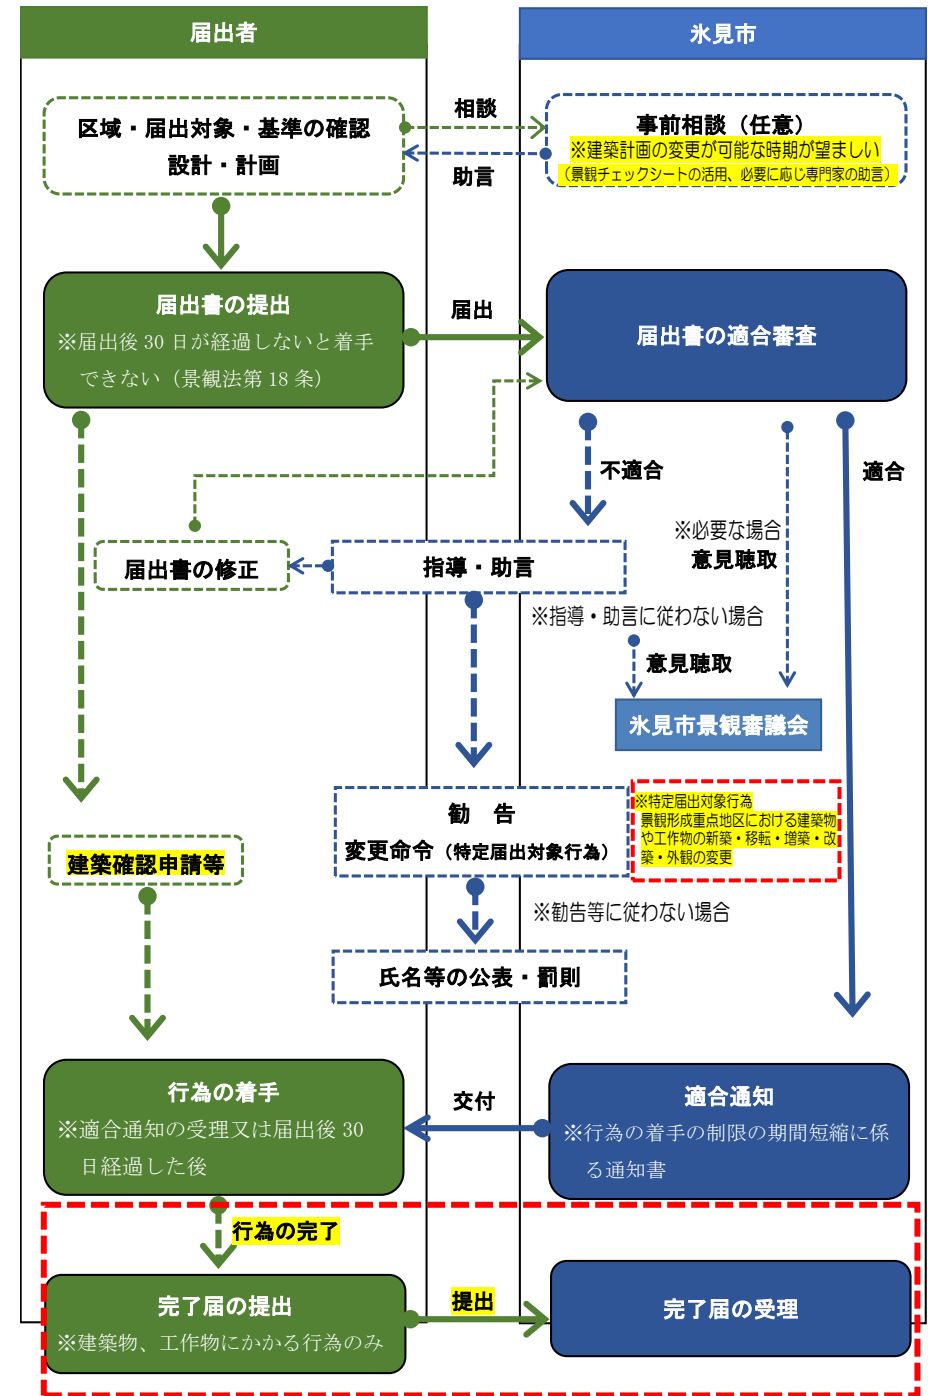 届出者
氷見市
区域・届出対象・基準の確認
設計・計画
相談
助言
事前相談（任意）
※建築計画の変更が可能な時期が望ましい
（景観チェックシートの活用、必要に応じ専門家の助言）
届出書の提出
※届出後 30 日が経過しないと着手
できない（景観法第 18 条）
届出
届出書の適合審査
不適合
適合
※必要な場合
意見聴取
届出書の修正
指導・助言
※指導・助言に従わない場合
意見聴取
氷見市景観審議会
勧　告
変更命令（特定届出対象行為）
※特定届出対象行為
景観形成重点地区における建築物
や工作物の新築・移転・増築・改
築・外観の変更
建築確認申請等
※勧告等に従わない場合
氏名等の公表・罰則
行為の着手
※適合通知の受理又は届出後 30
日経過した後
交付
適合通知
※行為の着手の制限の期間短縮に係
る通知書
行為の完了
完了届の提出
※建築物、工作物にかかる行為のみ
提出
完了届の受理